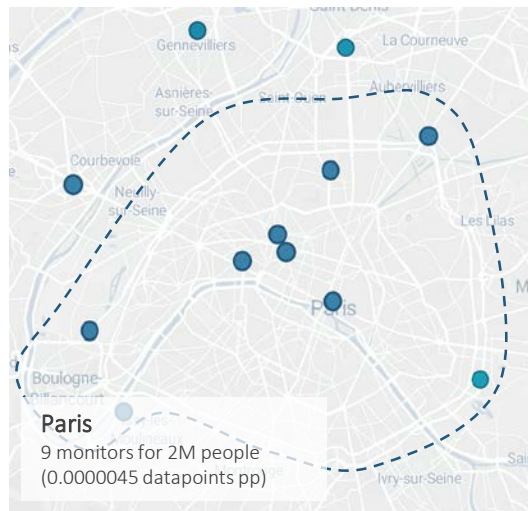 Saint Denis
Gennevilliers
La Courneuve
Asnières-
sur-Seine
Saint-Ouen
Aubervilliers
Courbevoie
Neuilly-
sur-Seine
Les Lilas
Paris
Boulogne-
Billancourt
Paris
9 monitors for 2M people
(0.0000045 datapoints pp)
Montrouge
Ivry-sur-Seine